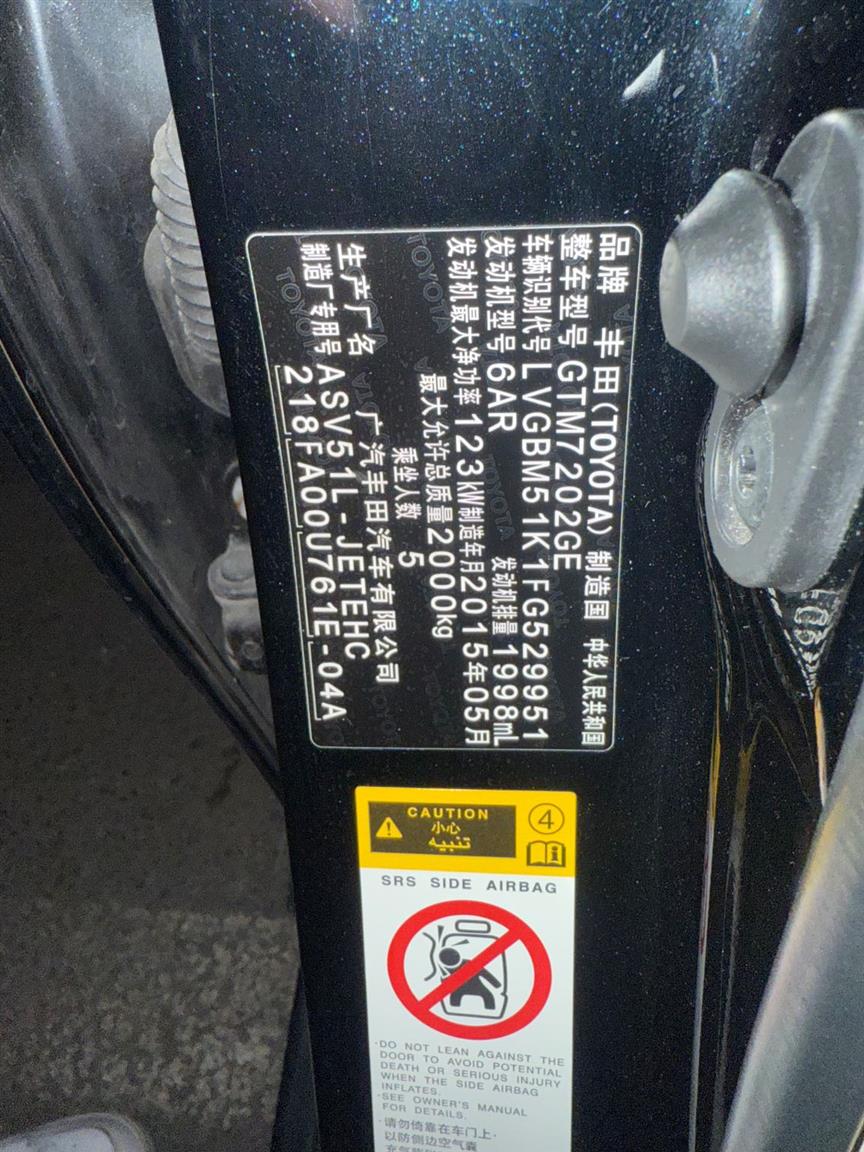 品牌 丰田(TOYOTA) 制造国 中华人民共和国
整车型号 GTM7202GE
车辆识别代号 LVGBM51K1FG529951
发动机型号 6AR 发动机排量 1998mL
发动机最大净功率 123kW 制造年月 2015年05月
最大允许总质量 2000kg
乘坐人数 5
生产厂名 广汽丰田汽车有限公司
制造厂专用号 ASV51L-JETEHC
218FA00U761E-04A
CAUTION
小心
تنبيه
4
SRS SIDE AIRBAG
·DO NOT LEAN AGAINST THE
DOOR TO AVOID POTENTIAL
DEATH OR SERIOUS INJURY
WHEN THE SIDE AIRBAG
INFLATES.
·SEE OWNER'S MANUAL
FOR DETAILS.
·请勿倚靠在车门上·
以防侧边空气囊